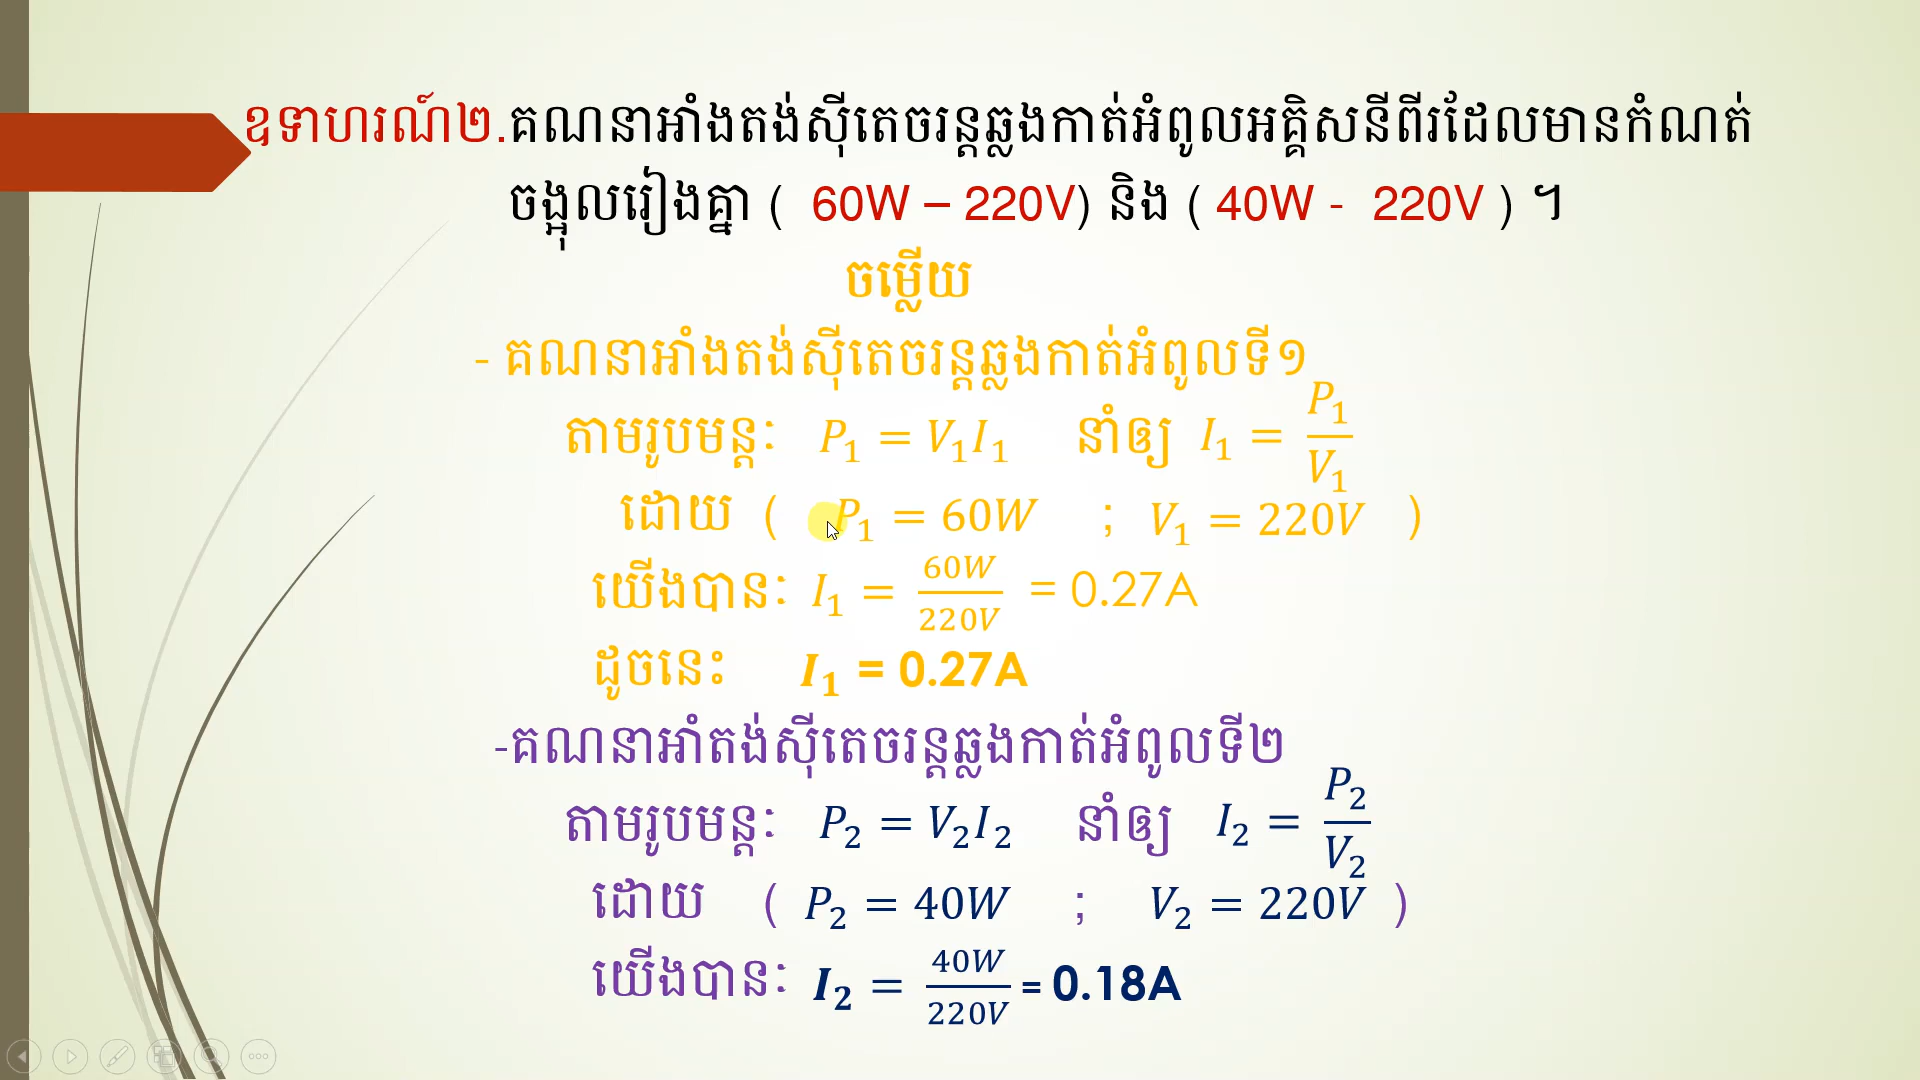 ឧទាហរណ៍២.គណនាអាំងតង់ស៊ីតេចរន្តឆ្លងកាត់អំពូលអគ្គិសនីពីរដែលមានកំណត់
ចង្អុលរៀងគ្នា ( 60W – 220V) និង ( 40W - 220V ) ។
ចម្លើយ
- គណនាអាំងតង់ស៊ីតេចរន្តឆ្លងកាត់អំពូលទី១
តាមរូបមន្តៈ P₁ = V₁I₁ នាំឲ្យ I₁ = P₁/V₁
ដោយ ( P₁ = 60W ; V₁ = 220V )
យើងបានៈ I₁ = 60W/220V = 0.27A
ដូចនេះ I₁ = 0.27A
-គណនាអាំតង់ស៊ីតេចរន្តឆ្លងកាត់អំពូលទី២
តាមរូបមន្តៈ P₂ = V₂I₂ នាំឲ្យ I₂ = P₂/V₂
ដោយ ( P₂ = 40W ; V₂ = 220V )
យើងបានៈ I₂ = 40W/220V = 0.18A